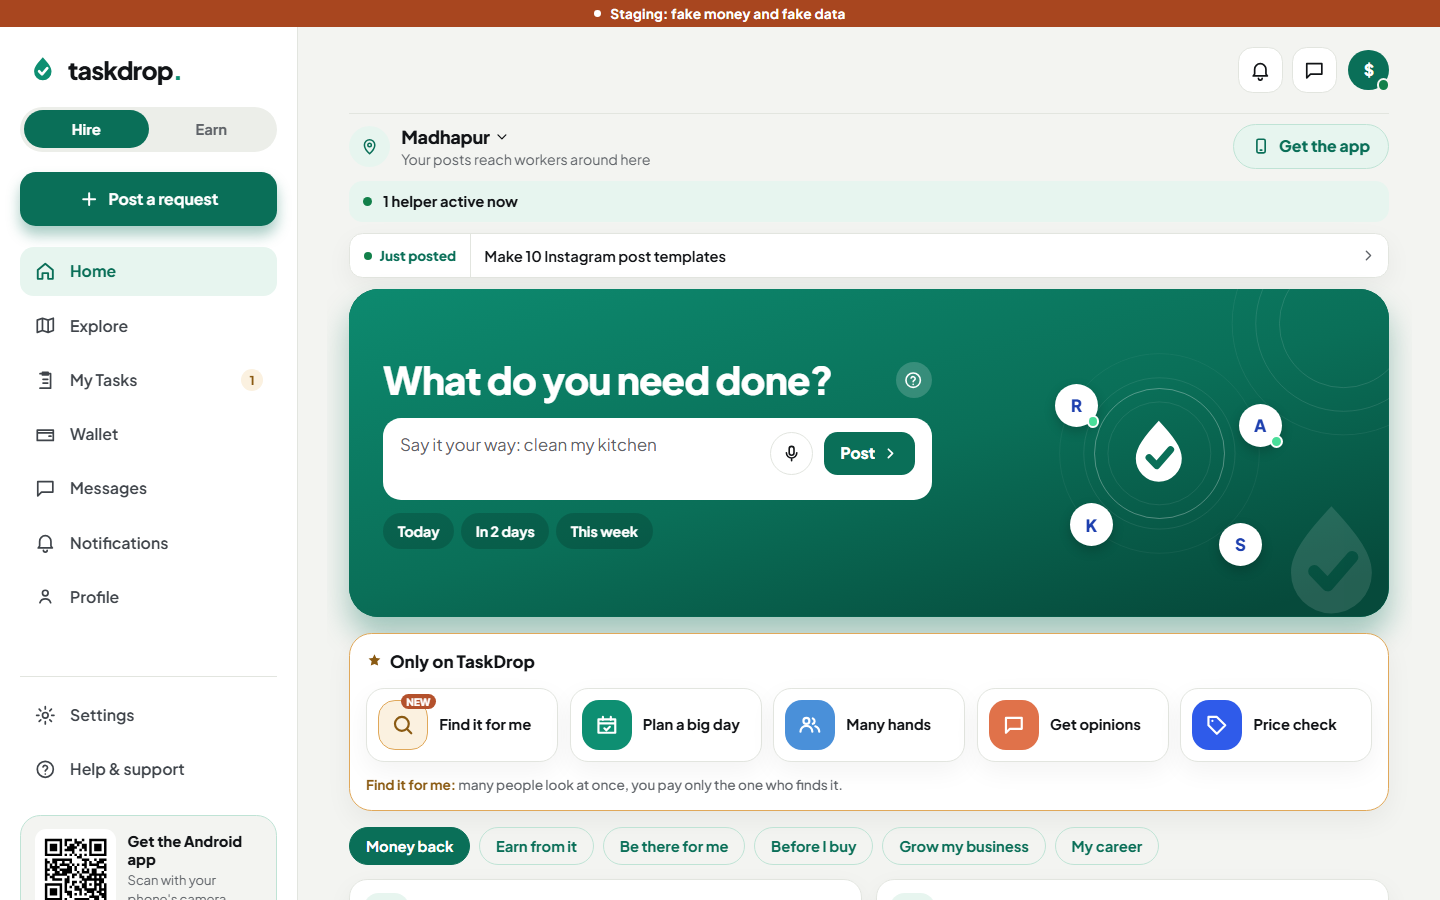 Staging: fake money and fake data
taskdrop.
Hire
Earn
Post a request
Home
Explore
My Tasks
1
Wallet
Messages
Notifications
Profile
Settings
Help & support
Get the Android
app
Scan with your
phone's camera
$
Madhapur
Your posts reach workers around here
Get the app
1 helper active now
Just posted
Make 10 Instagram post templates
What do you need done?
Say it your way: clean my kitchen
Post
Today
In 2 days
This week
R
A
K
S
Only on TaskDrop
NEW
Find it for me
Plan a big day
Many hands
Get opinions
Price check
Find it for me: many people look at once, you pay only the one who finds it.
Money back
Earn from it
Be there for me
Before I buy
Grow my business
My career